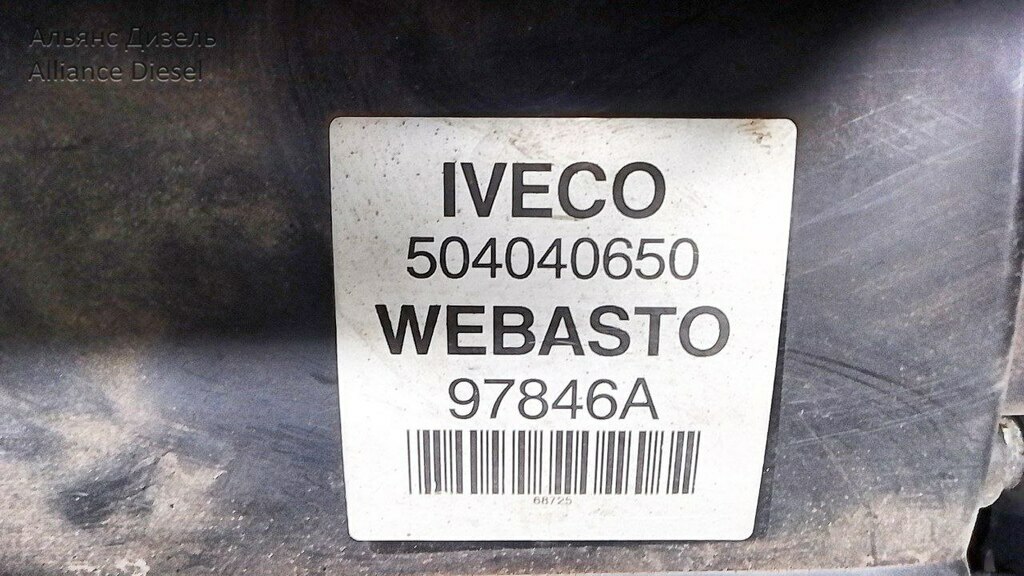 Альянс Дизель
Alliance Diesel
IVECO
504040650
WEBASTO
97846A
68725